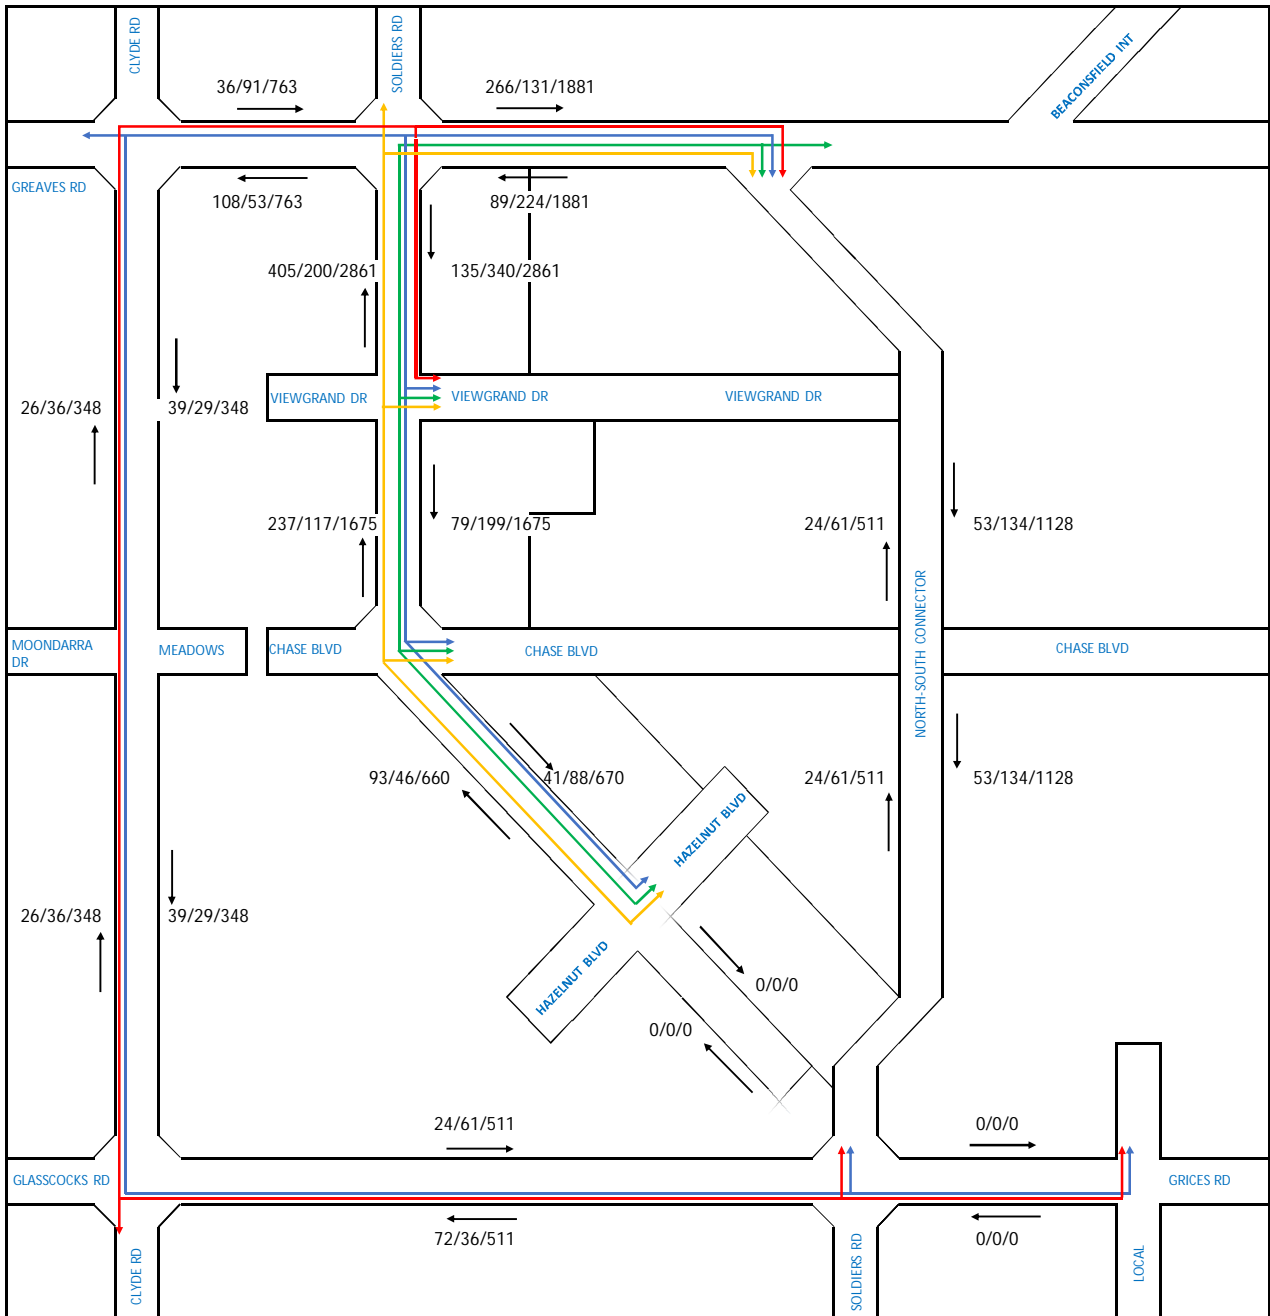 CLYDE RD
SOLDIERS RD
BEACONSFIELD INT
36/91/763
266/131/1881
GREAVES RD
108/53/763
89/224/1881
405/200/2861
135/340/2861
26/36/348
39/29/348
VIEWGRAND DR
VIEWGRAND DR
VIEWGRAND DR
237/117/1675
79/199/1675
24/61/511
53/134/1128
NORTH-SOUTH CONNECTOR
MOONDARRA
DR
MEADOWS
CHASE BLVD
CHASE BLVD
CHASE BLVD
93/46/660
41/88/670
24/61/511
53/134/1128
HAZELNUT BLVD
26/36/348
39/29/348
HAZELNUT BLVD
0/0/0
0/0/0
24/61/511
0/0/0
GLASSCOCKS RD
GRICES RD
72/36/511
0/0/0
CLYDE RD
SOLDIERS RD
LOCAL